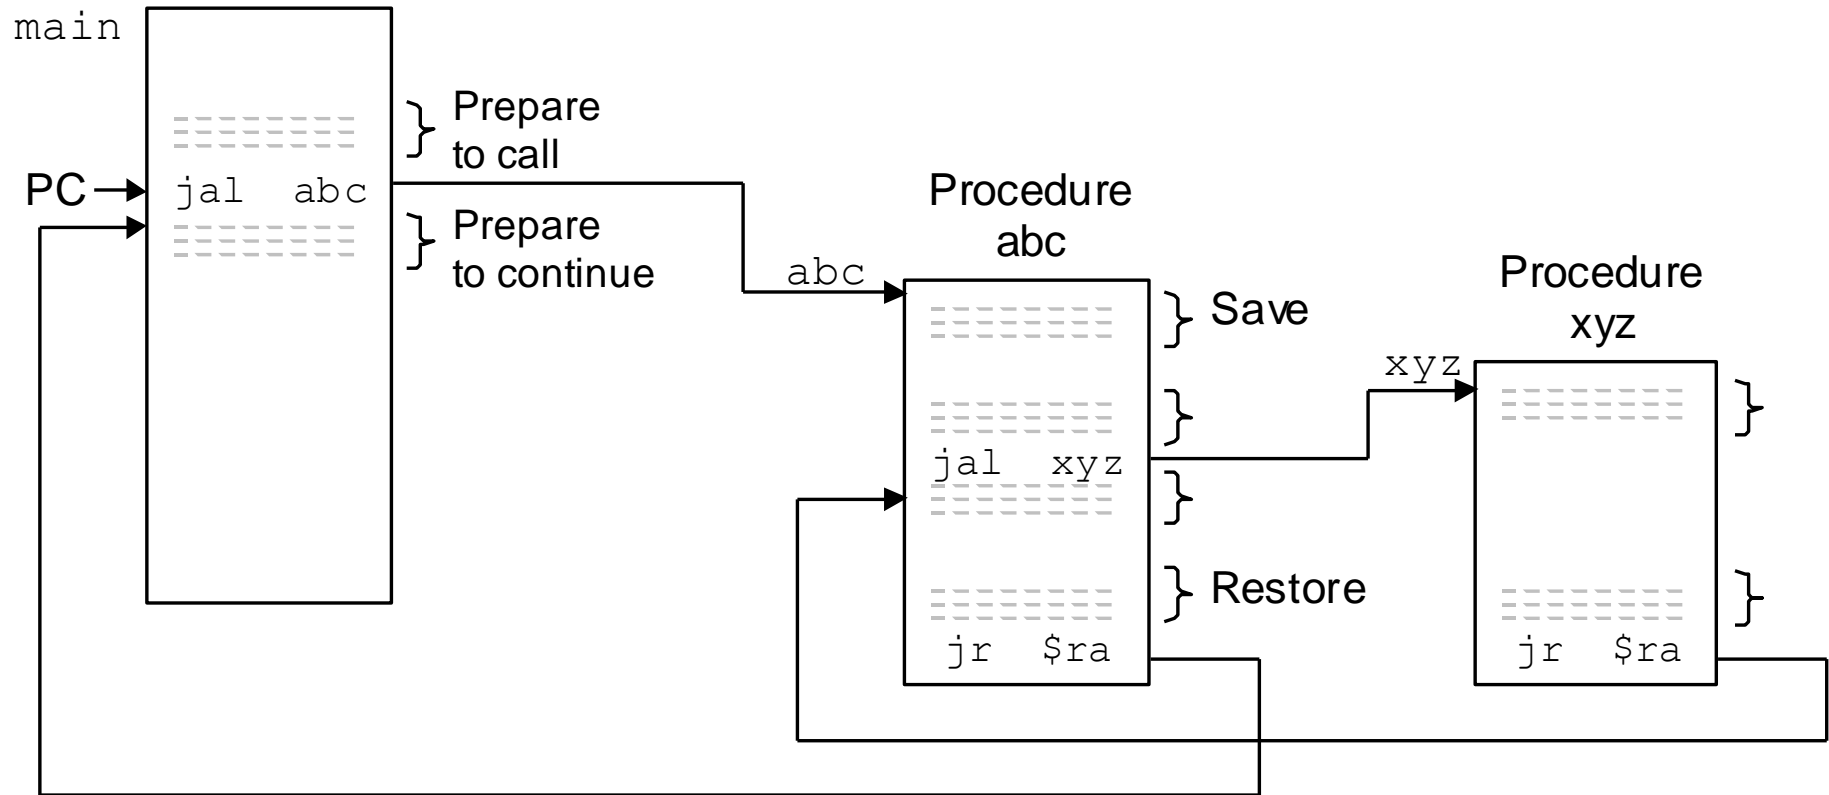 main
Prepare
to call
PC
jal abc
Prepare
to continue
abc
Procedure
abc
Save
jal xyz
Restore
jr $ra
Procedure
xyz
xyz
jr $ra